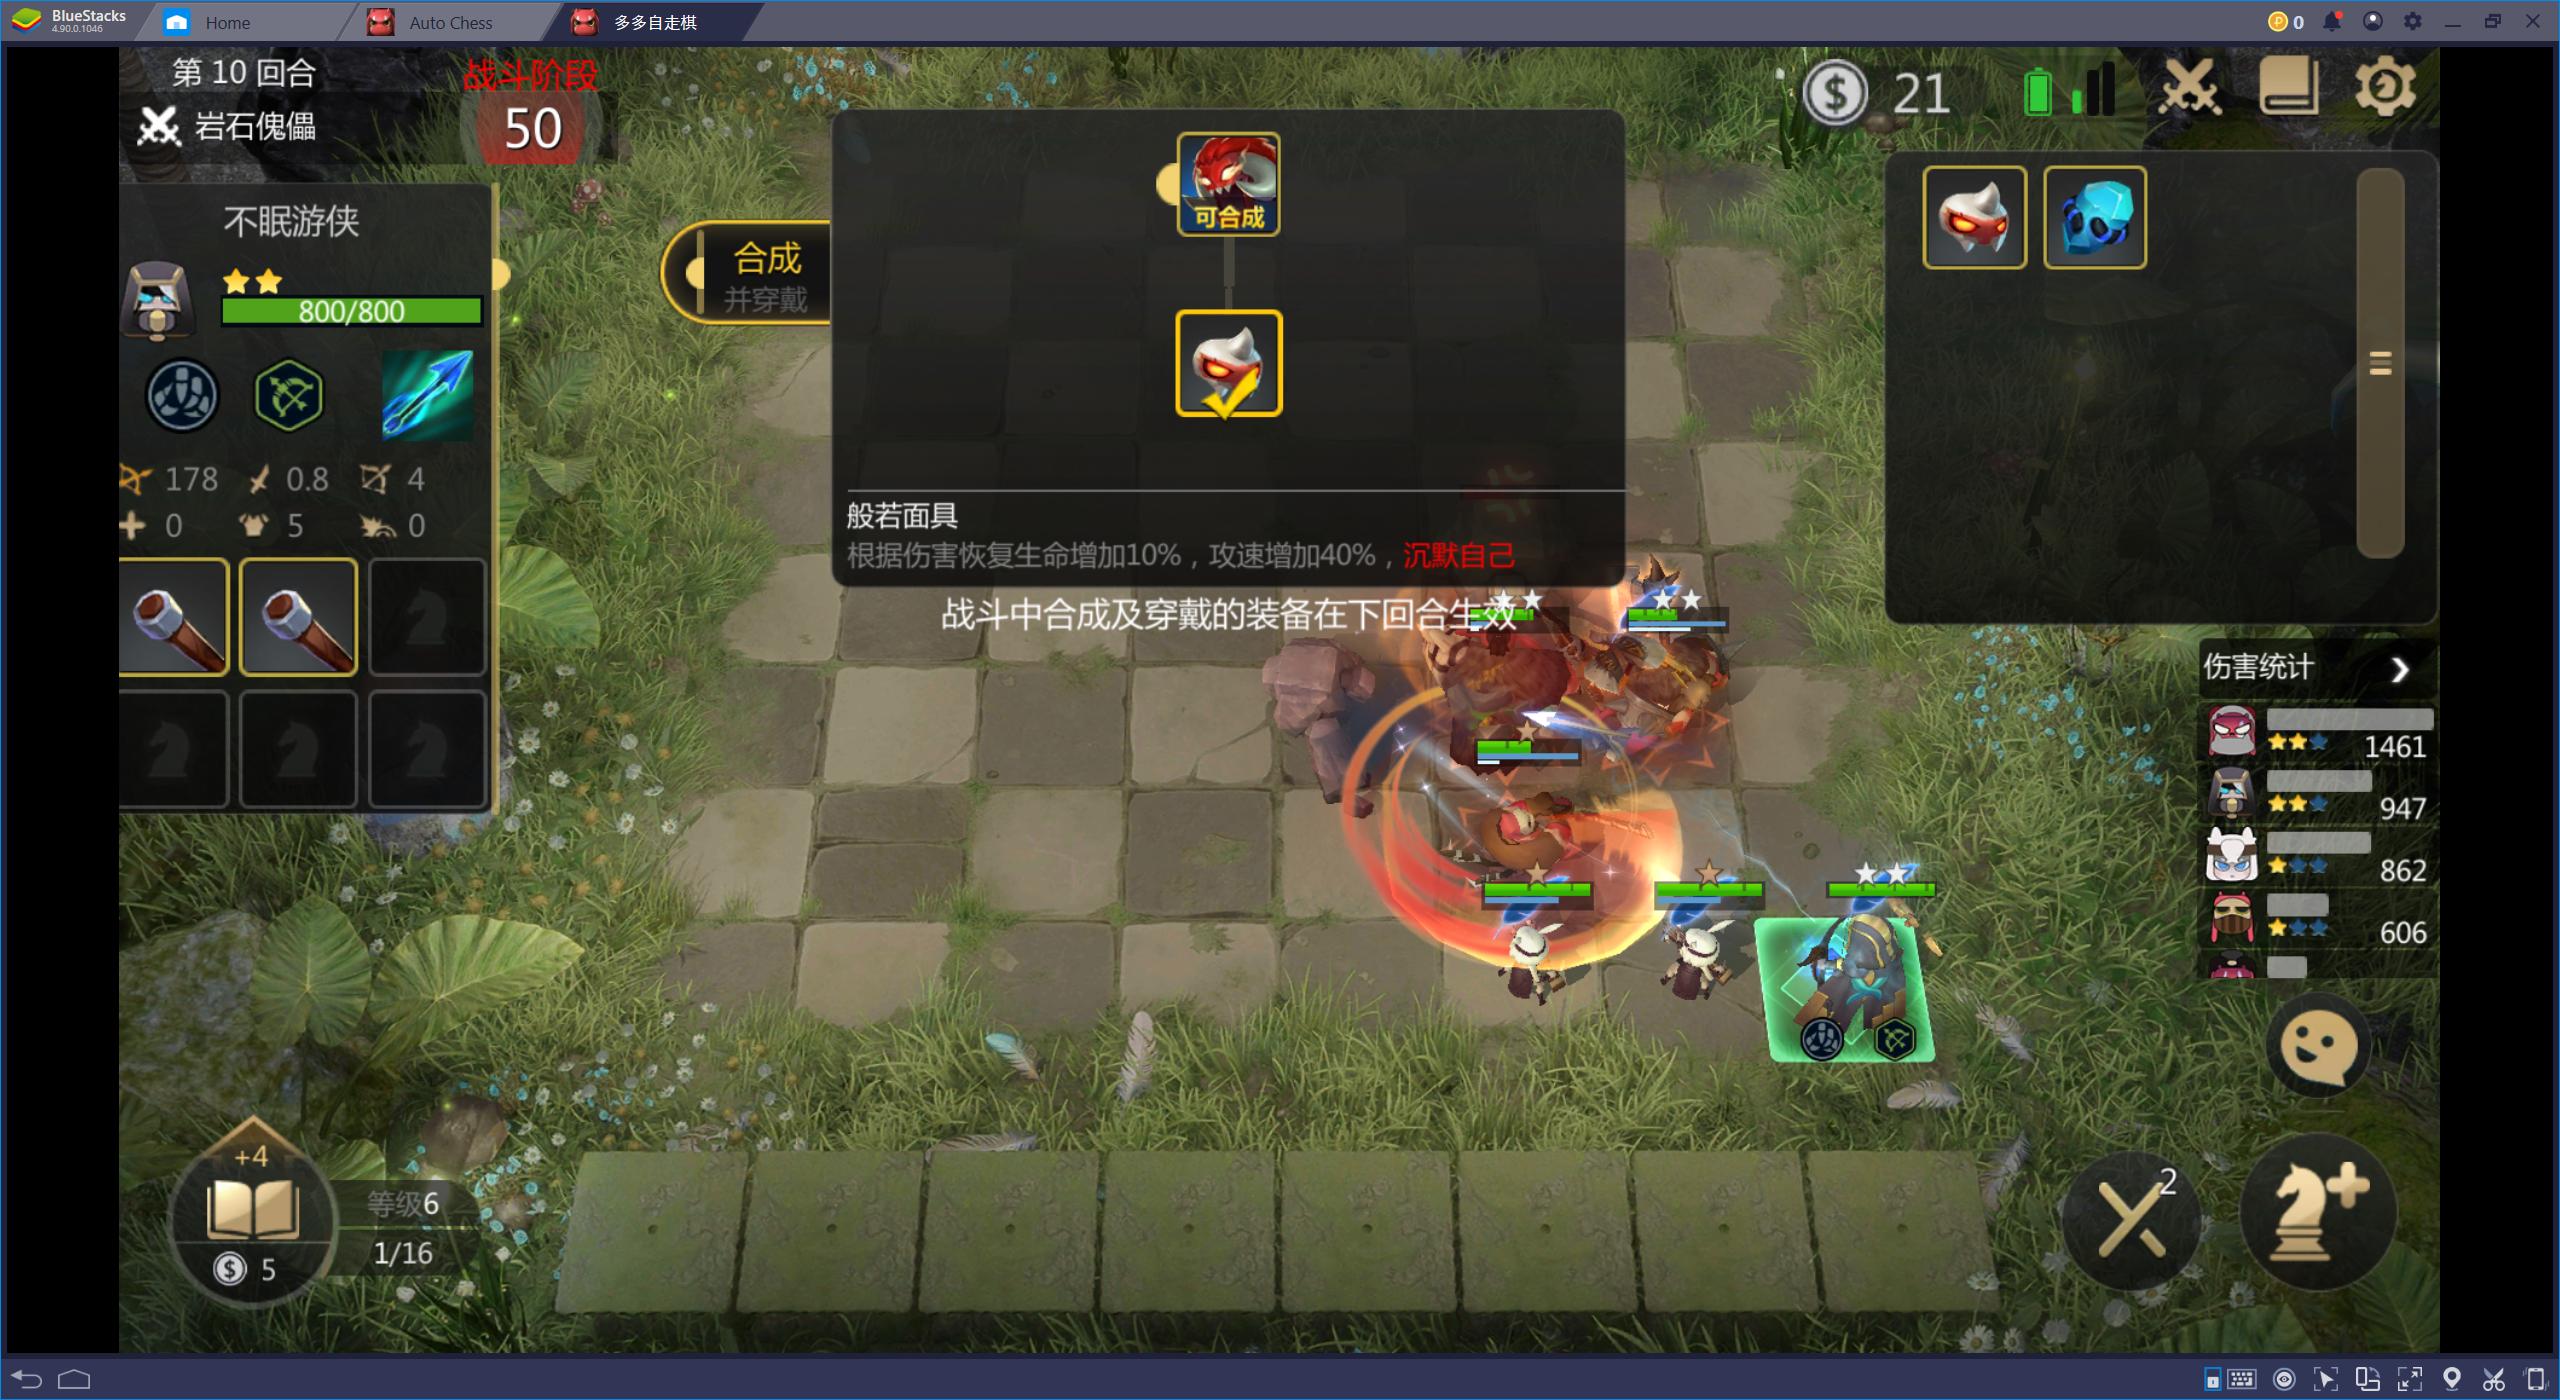 BlueStacks
4.90.0.1046
Home
Auto Chess
多多自走棋
0
第 10 回合
战斗阶段
岩石傀儡
50
21
不眠游侠
800/800
178
0.8
4
0
5
0
合成
并穿戴
可合成
般若面具
根据伤害恢复生命增加10%，攻速增加40%，沉默自己
战斗中合成及穿戴的装备在下回合生效
伤害统计
1461
947
862
606
+4
等级6
1/16
5
2